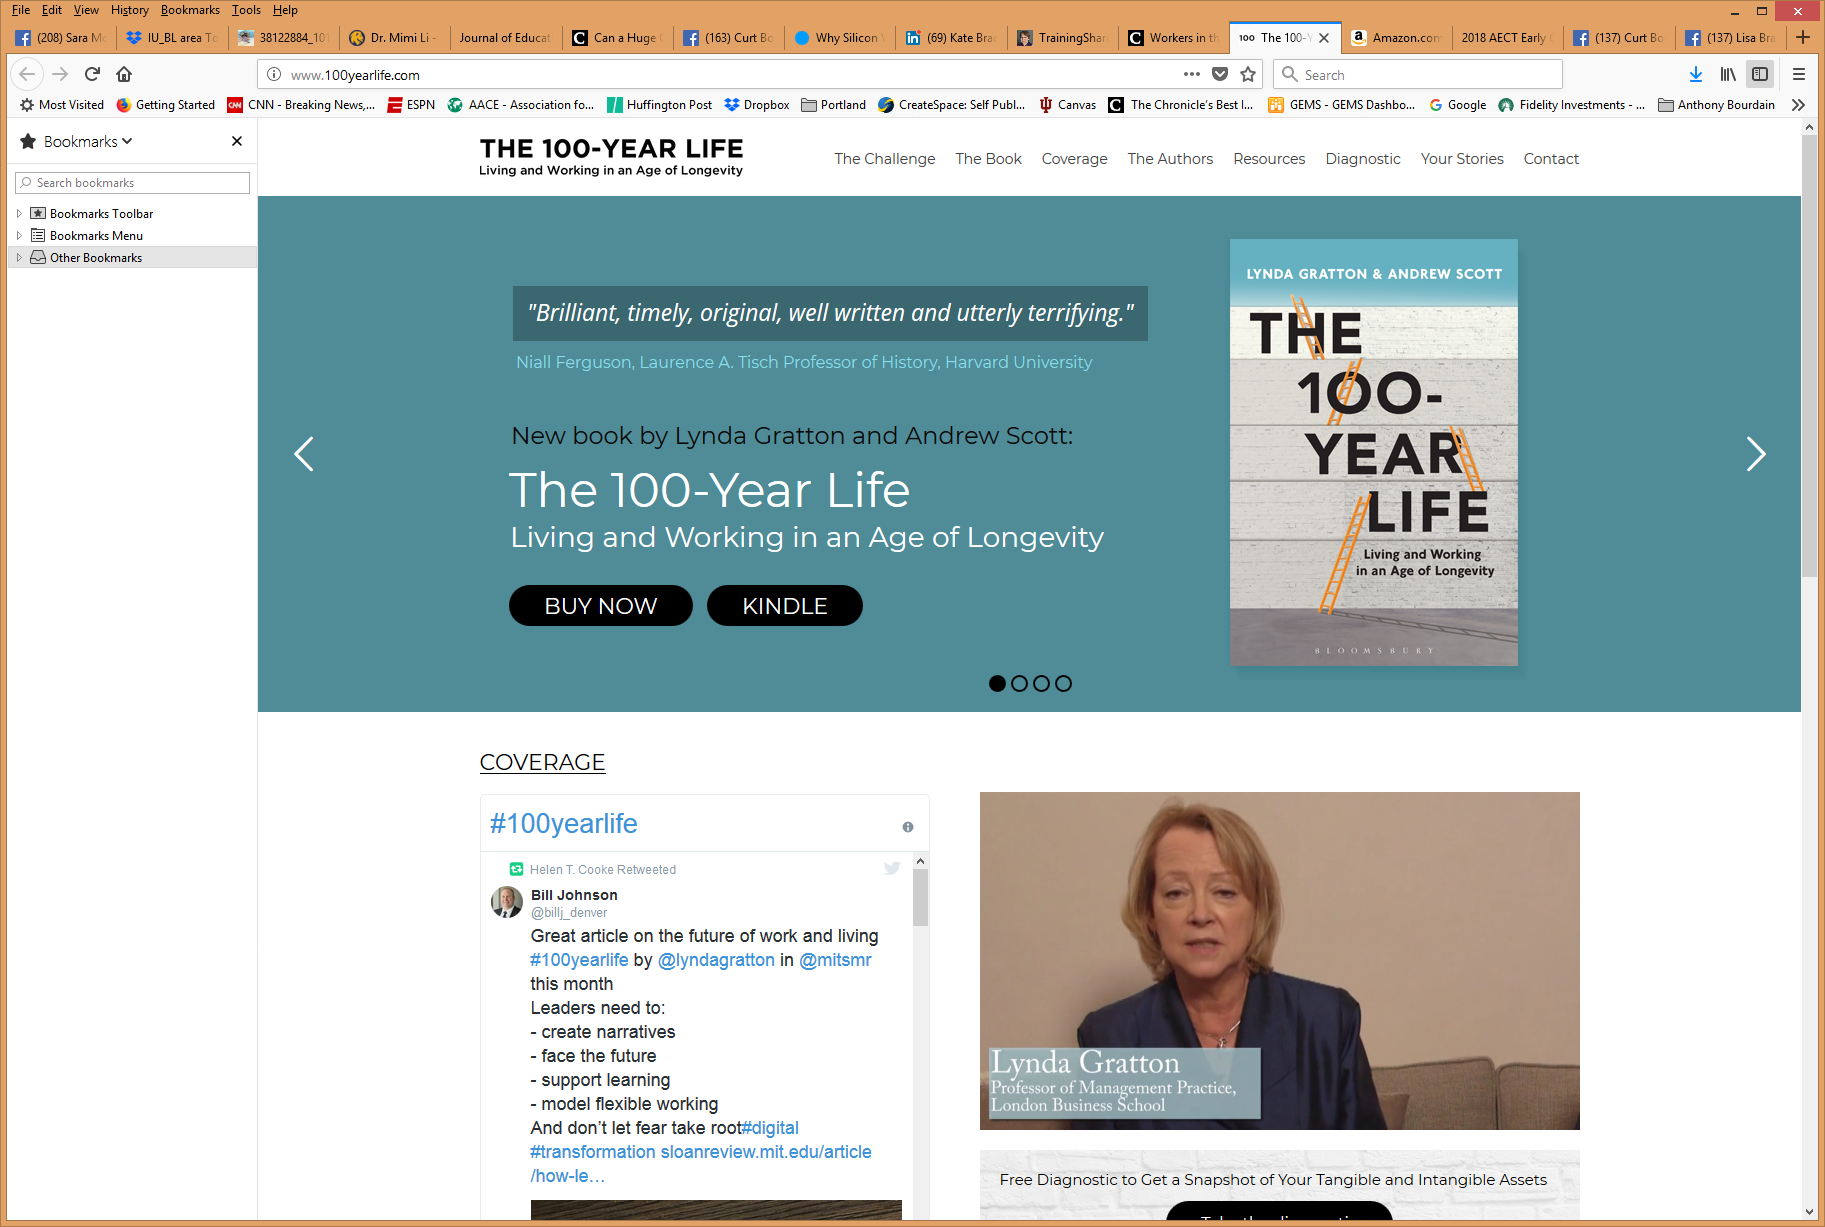 File Edit View History Bookmarks Tools Help
(208) Sara Mc
IU_BL area To
38122884_101
Dr. Mimi Li -
Journal of Educat
Can a Huge
(163) Curt Bo
Why Silicon
(69) Kate Bra
TrainingShar
Workers in th
100 The 100-Y
Amazon.com
2018 AECT Early
(137) Curt Bo
(137) Lisa Bra
www.100yearlife.com
Search
Most Visited Getting Started CNN - Breaking News,... ESPN AACE - Association fo... Huffington Post Dropbox Portland CreateSpace: Self Publ... Canvas The Chronicle's Best I... GEMS - GEMS Dashbo... Google Fidelity Investments - ... Anthony Bourdain
Bookmarks
Search bookmarks
Bookmarks Toolbar
Bookmarks Menu
Other Bookmarks
THE 100-YEAR LIFE
Living and Working in an Age of Longevity
The Challenge The Book Coverage The Authors Resources Diagnostic Your Stories Contact
"Brilliant, timely, original, well written and utterly terrifying."
Niall Ferguson, Laurence A. Tisch Professor of History, Harvard University
New book by Lynda Gratton and Andrew Scott:
The 100-Year Life
Living and Working in an Age of Longevity
BUY NOW KINDLE
LYNDA GRATTON & ANDREW SCOTT
THE
100-
YEAR
LIFE
Living and Working
in an Age of Longevity
BLOOMSBURY
COVERAGE
#100yearlife
Helen T. Cooke Retweeted
Bill Johnson
@billj_denver
Great article on the future of work and living
#100yearlife by @lyndagratton in @mitsmr
this month
Leaders need to:
- create narratives
- face the future
- support learning
- model flexible working
And don't let fear take root#digital
#transformation sloanreview.mit.edu/article
/how-le…
Lynda Gratton
Professor of Management Practice,
London Business School
Free Diagnostic to Get a Snapshot of Your Tangible and Intangible Assets